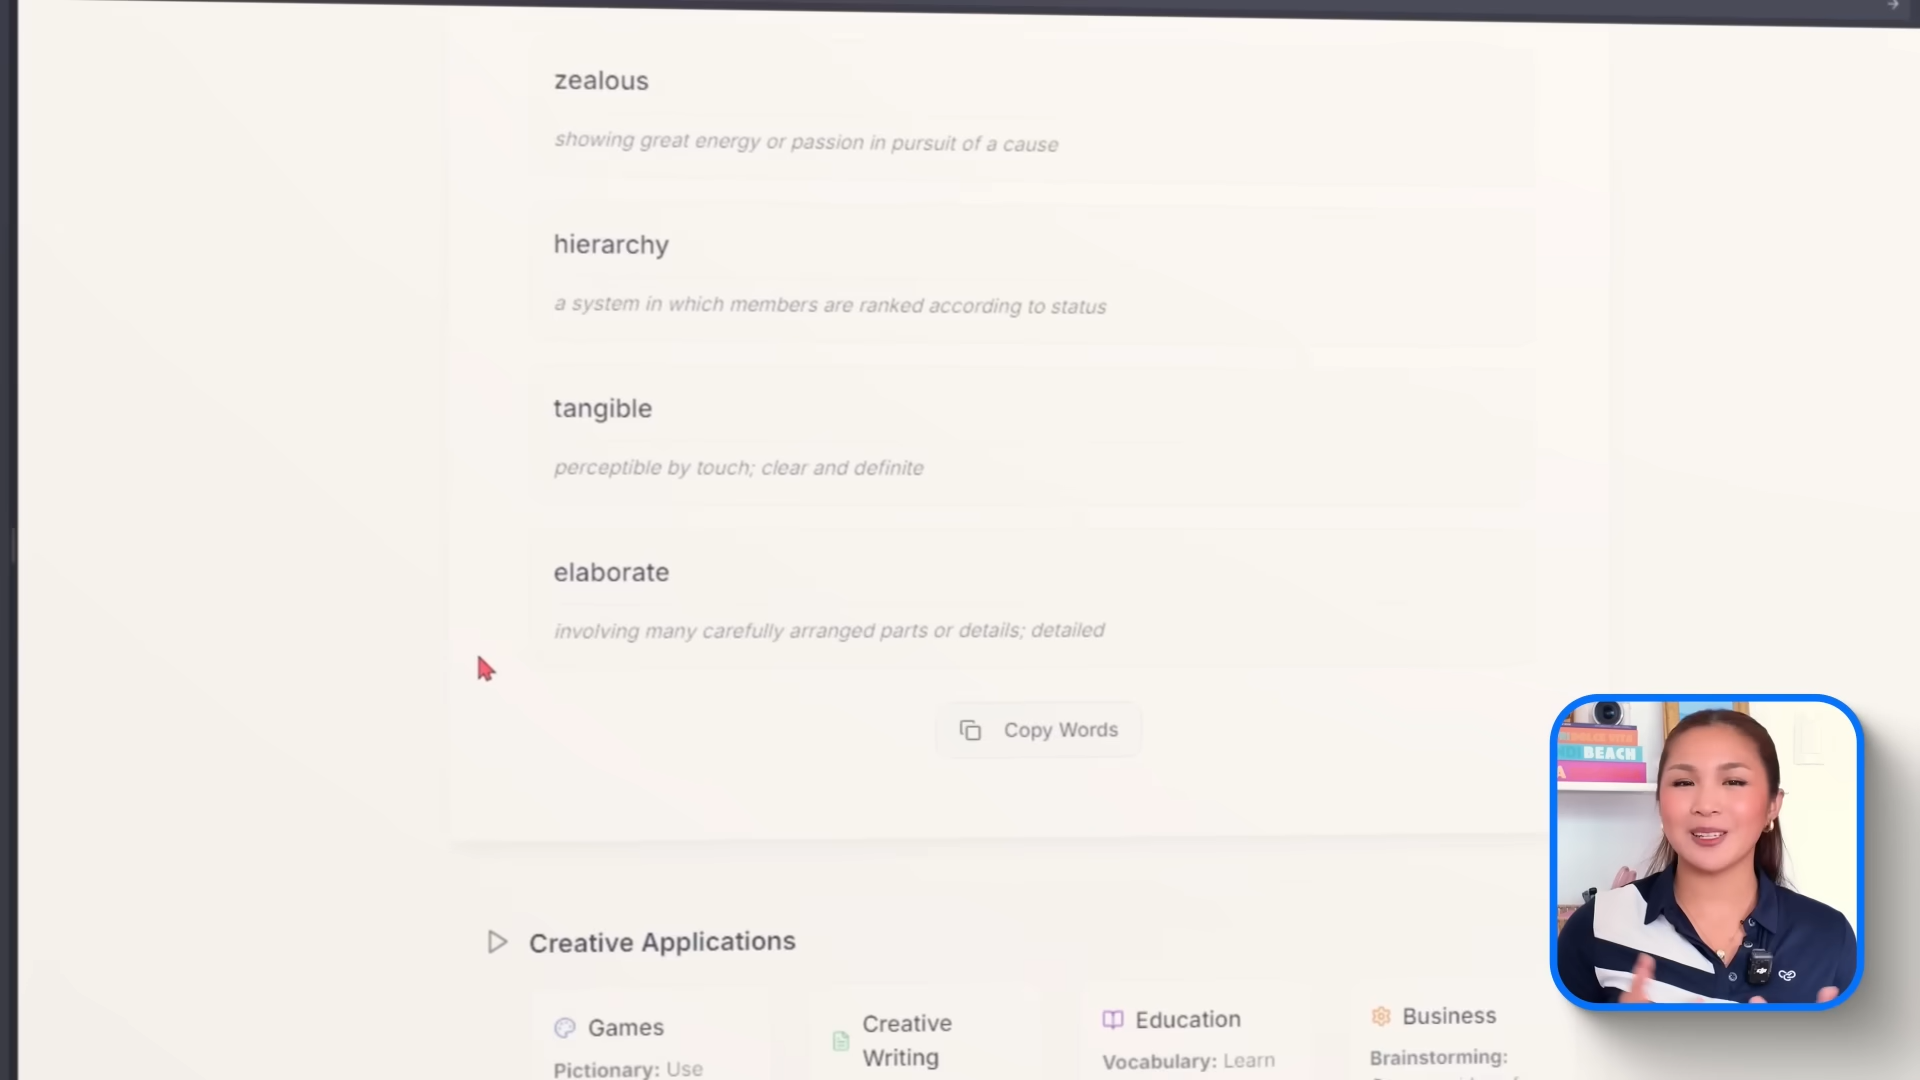 zealous
showing great energy or passion in pursuit of a cause
hierarchy
a system in which members are ranked according to status
tangible
perceptible by touch; clear and definite
elaborate
involving many carefully arranged parts or details; detailed
Copy Words
BEACH
Creative Applications
Games
Pictionary: Use
Creative
Writing
Education
Vocabulary: Learn
Business
Brainstorming: